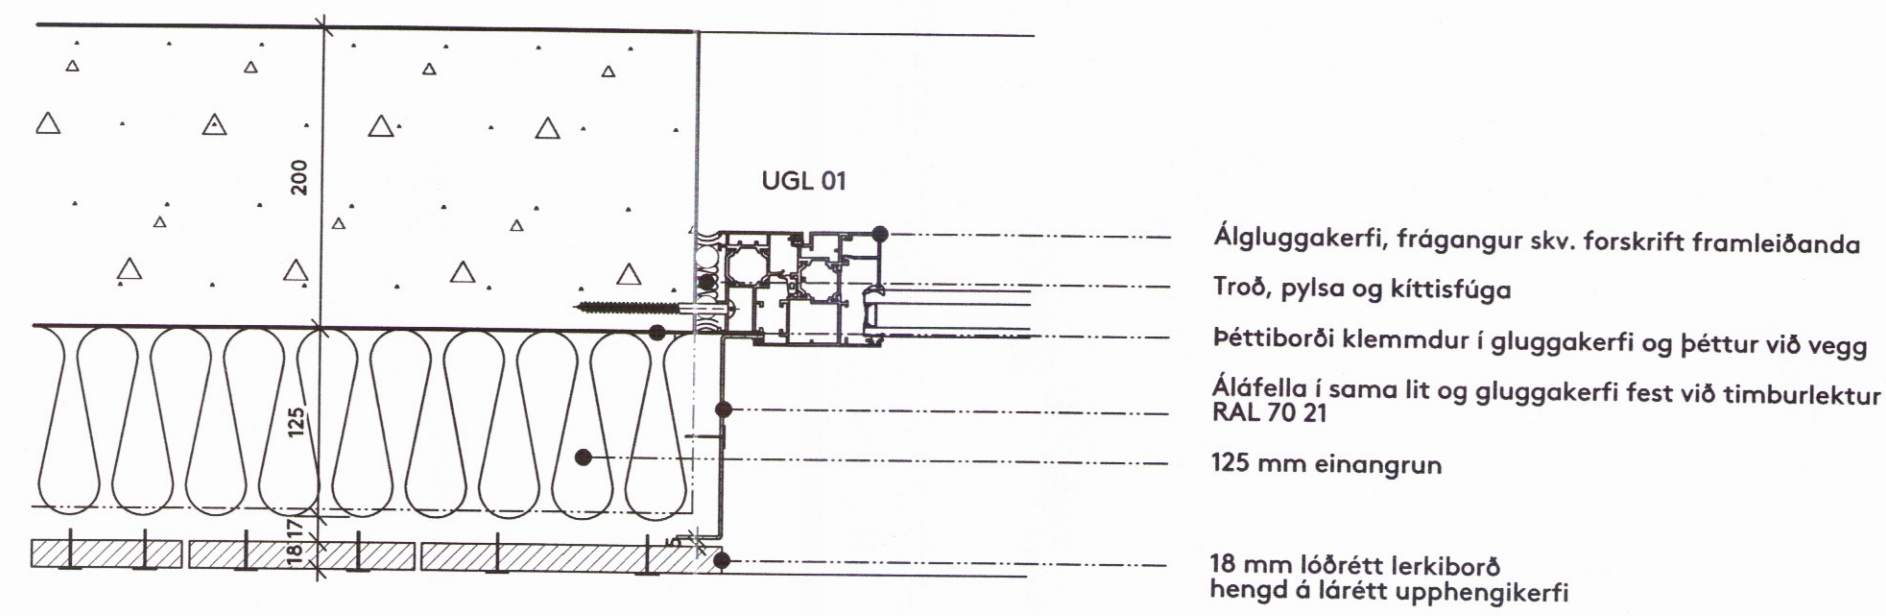 200
UGL 01
Álgluggakerfi, frágangur skv. forskrift framleiðanda
Troð, pylsa og kíttisfúga
Þéttiborði klemmdur í gluggakerfi og þéttur við vegg
Áláfella í sama lit og gluggakerfi fest við timburlektur
RAL 70 21
125
125 mm einangrun
17
18
18 mm lóðrétt lerkiborð
hengd á lárétt upphengikerfi